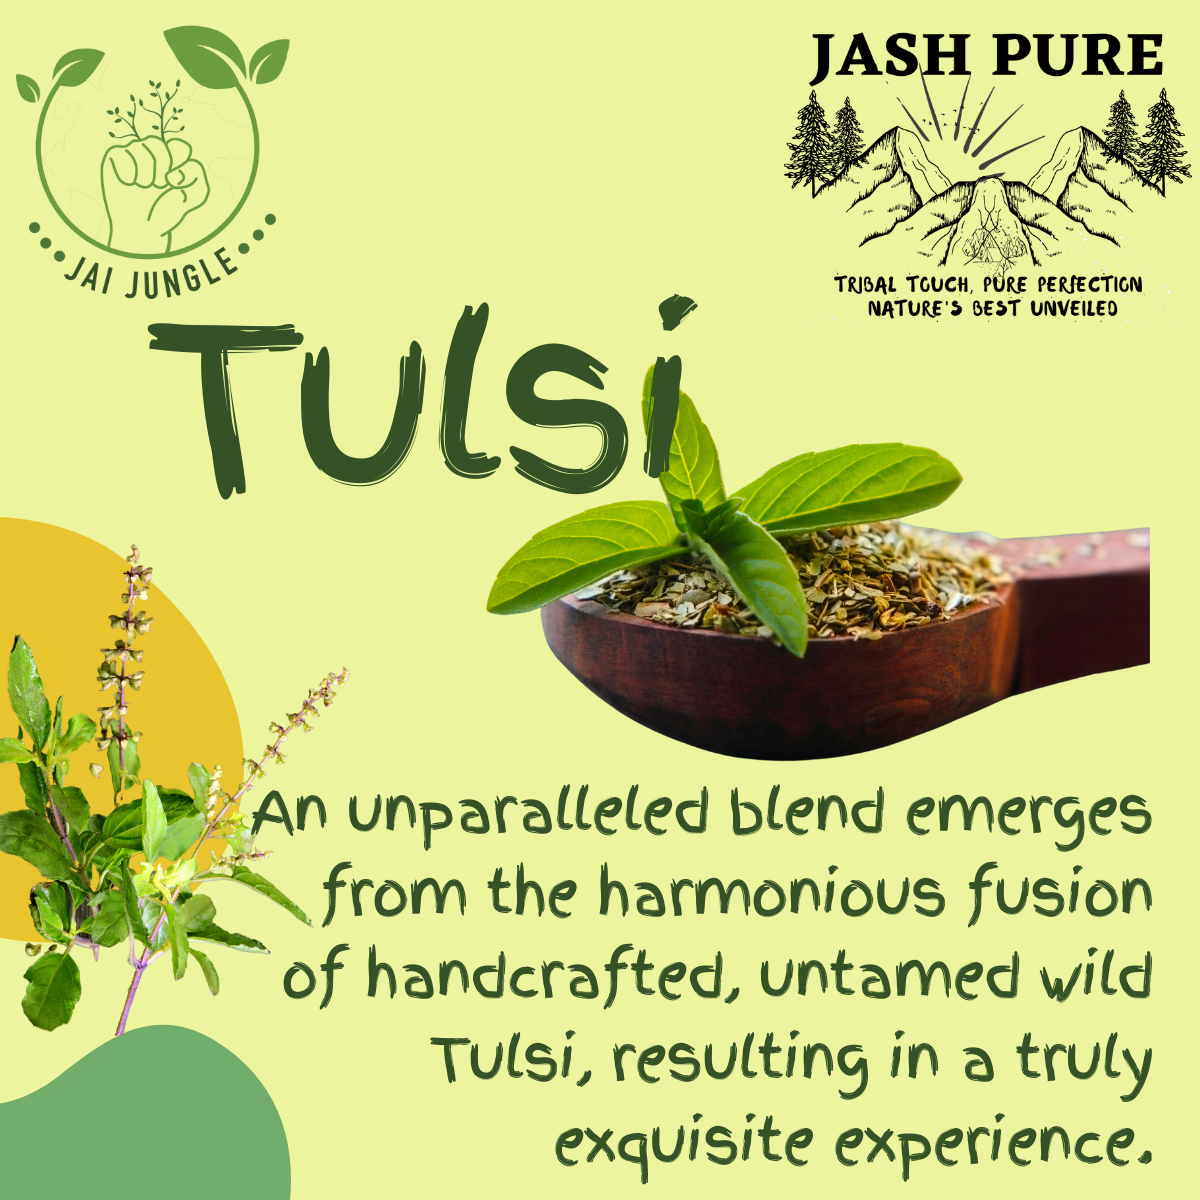 JAI JUNGLE
JASH PURE
TRIBAL TOUCH, PURE PERFECTION
NATURE'S BEST UNVEILED
Tulsi
An unparalleled blend emerges
from the harmonious fusion
of handcrafted, untamed wild
Tulsi, resulting in a truly
exquisite experience.